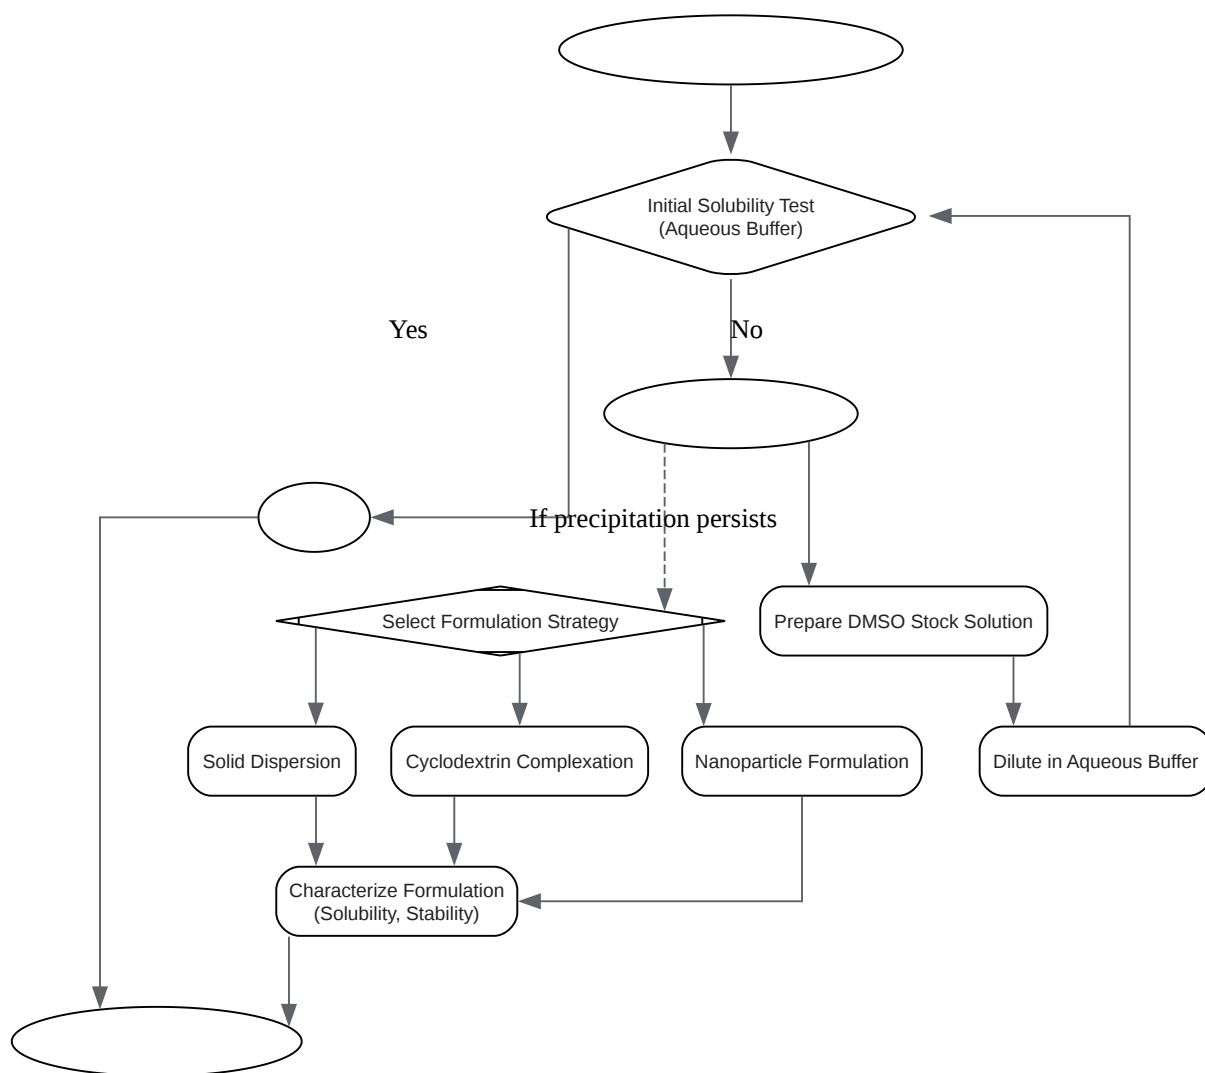 Initial Solubility Test
(Aqueous Buffer)
Yes
No
If precipitation persists
Select Formulation Strategy
Prepare DMSO Stock Solution
Solid Dispersion
Cyclodextrin Complexation
Nanoparticle Formulation
Dilute in Aqueous Buffer
Characterize Formulation
(Solubility, Stability)